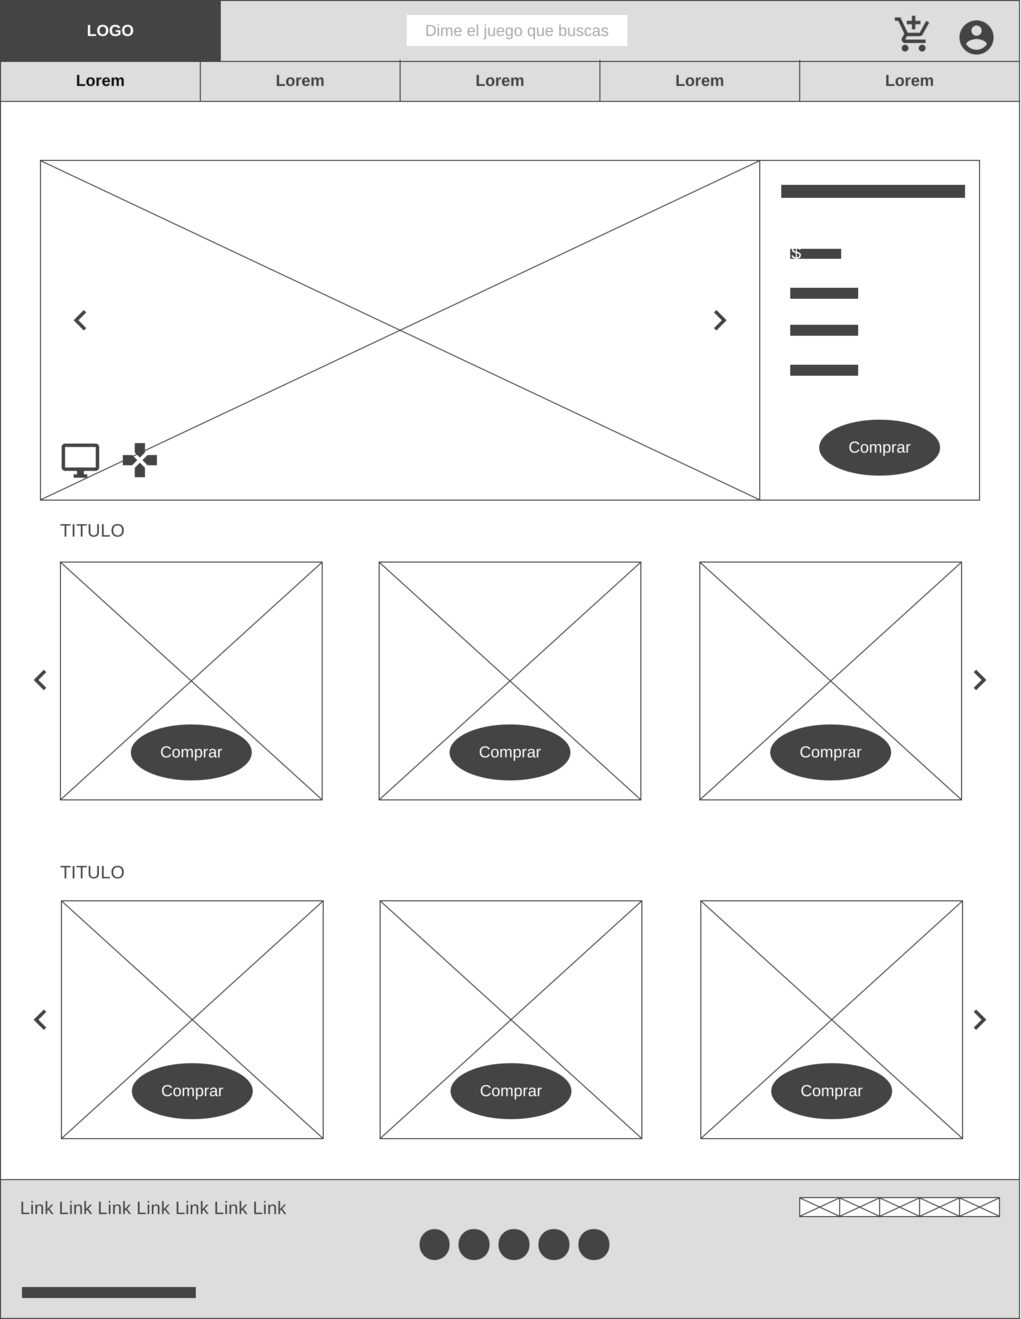 LOGO
Dime el juego que buscas
Lorem Lorem Lorem Lorem Lorem
$
Comprar
TITULO
Comprar Comprar Comprar
TITULO
Comprar Comprar Comprar
Link Link Link Link Link Link Link